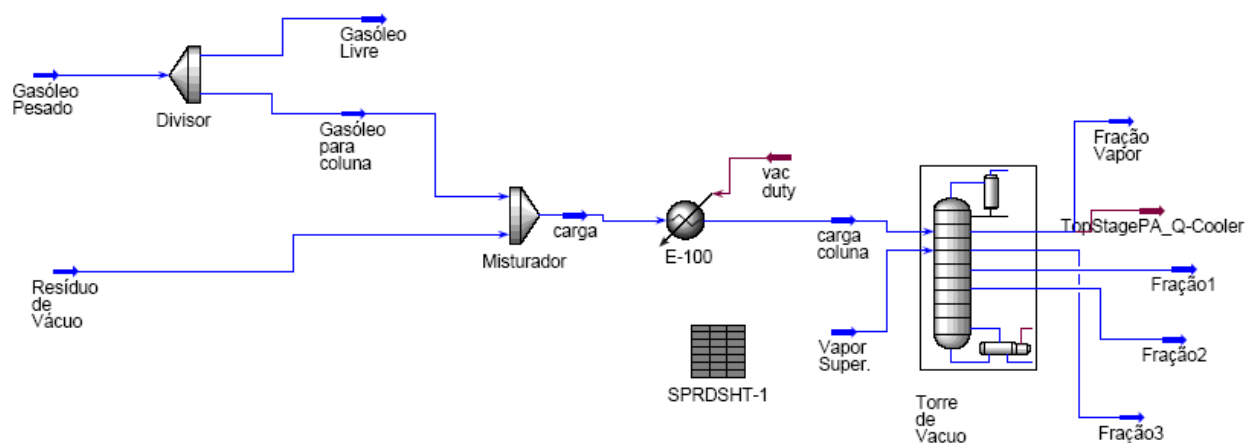 Gasóleo
Livre
Gasóleo
Pesado
Divisor
Gasóleo
para
coluna
Fração
Vapor
vac
duty
TopStagePA_Q-Cooler
carga
Misturador
E-100
carga
coluna
Resíduo
de
Vácuo
Fração1
Vapor
Super.
Fração2
SPRDSHT-1
Torre
de
Vacuo
Fração3